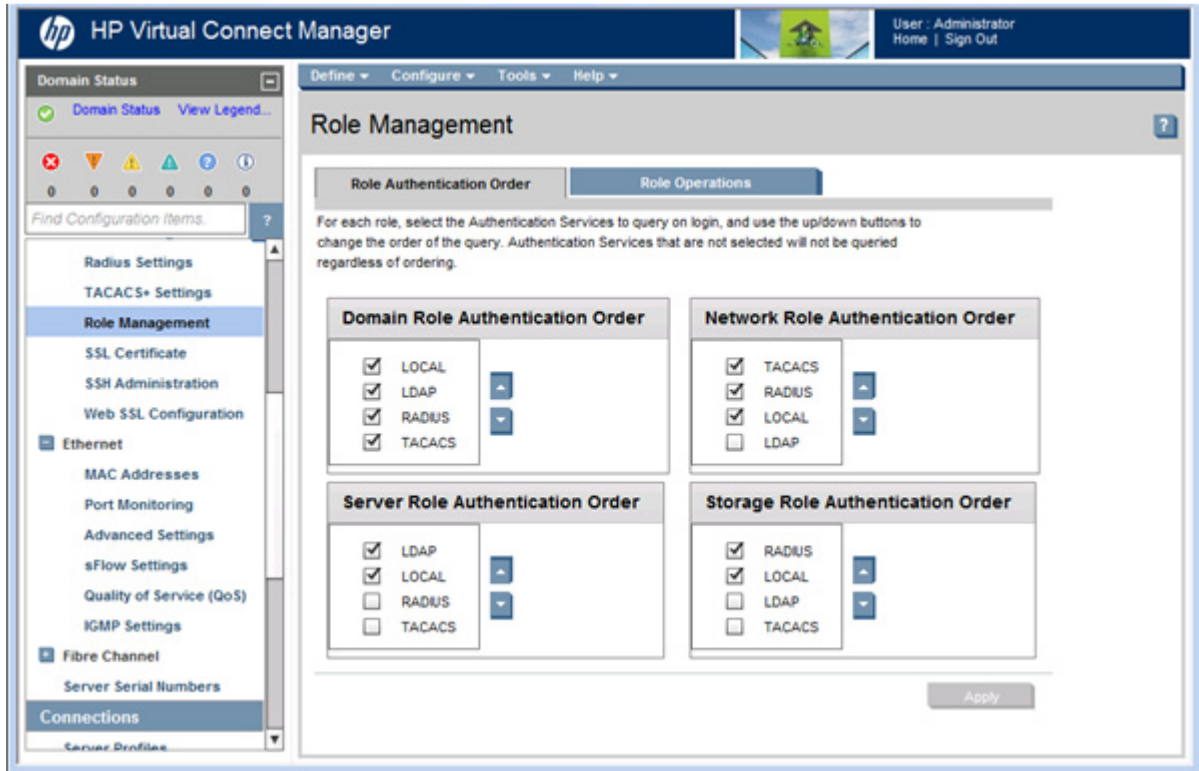 hp HP Virtual Connect Manager
User : Administrator
Home | Sign Out
Domain Status
Domain Status View Legend...
0 0 0 0 0 0
Find Configuration Items. ?
Radius Settings
TACACS+ Settings
Role Management
SSL Certificate
SSH Administration
Web SSL Configuration
Ethernet
MAC Addresses
Port Monitoring
Advanced Settings
sFlow Settings
Quality of Service (QoS)
IGMP Settings
Fibre Channel
Server Serial Numbers
Connections
Server Profiles
Define Configure Tools Help
Role Management ?
Role Authentication Order Role Operations
For each role, select the Authentication Services to query on login, and use the up/down buttons to
change the order of the query. Authentication Services that are not selected will not be queried
regardless of ordering.
Domain Role Authentication Order
LOCAL
LDAP
RADIUS
TACACS
Network Role Authentication Order
TACACS
RADIUS
LOCAL
LDAP
Server Role Authentication Order
LDAP
LOCAL
RADIUS
TACACS
Storage Role Authentication Order
RADIUS
LOCAL
LDAP
TACACS
Apply